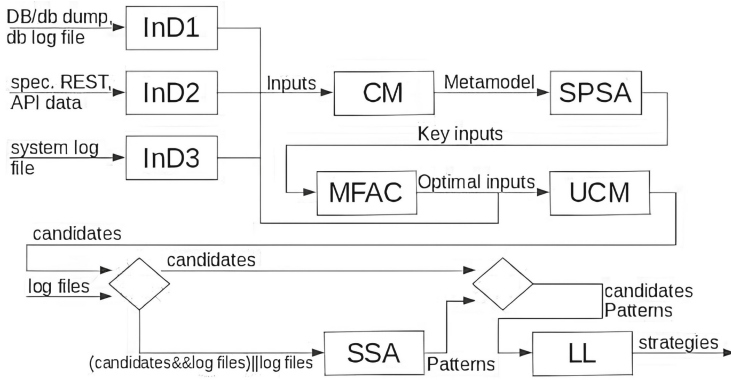 DB/db dump,
db log file
InD1
spec. REST,
API data
InD2
Inputs
CM
Metamodel
SPSA
system log
file
InD3
Key inputs
MFAC
Optimal inputs
UCM
candidates
log files
candidates
candidates
Patterns
(candidates&&log files)||log files
SSA
Patterns
LL
strategies